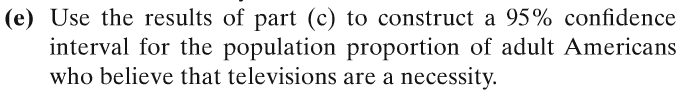 (e) Use the results of part (c) to construct a 95% confidence
interval for the population proportion of adult Americans
who believe that televisions are a necessity.